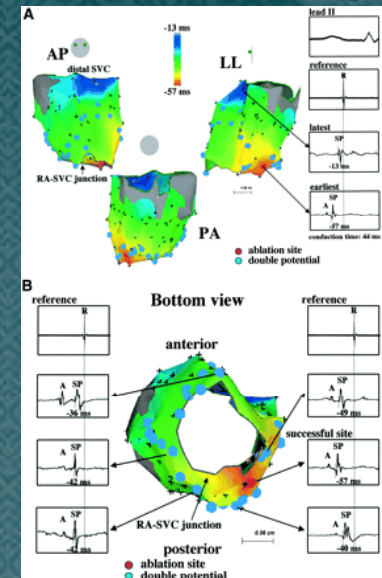 A
AP
distal SVC
RA-SVC junction
-13 ms
-57 ms
LL
PA
ablation site
double potential
lead II
reference
R
latest
SP
-13 ms
earliest
SP
A
-57 ms
conduction time: 44 ms
B
Bottom view
reference
R
A SP
-36 ms
SP
A
-42 ms
SP
A
-42 ms
anterior
RA-SVC junction
posterior
successful site
0.98 cm
ablation site
double potential
reference
R
SP
A
-49 ms
SP
A
-57 ms
SP
A
-40 ms